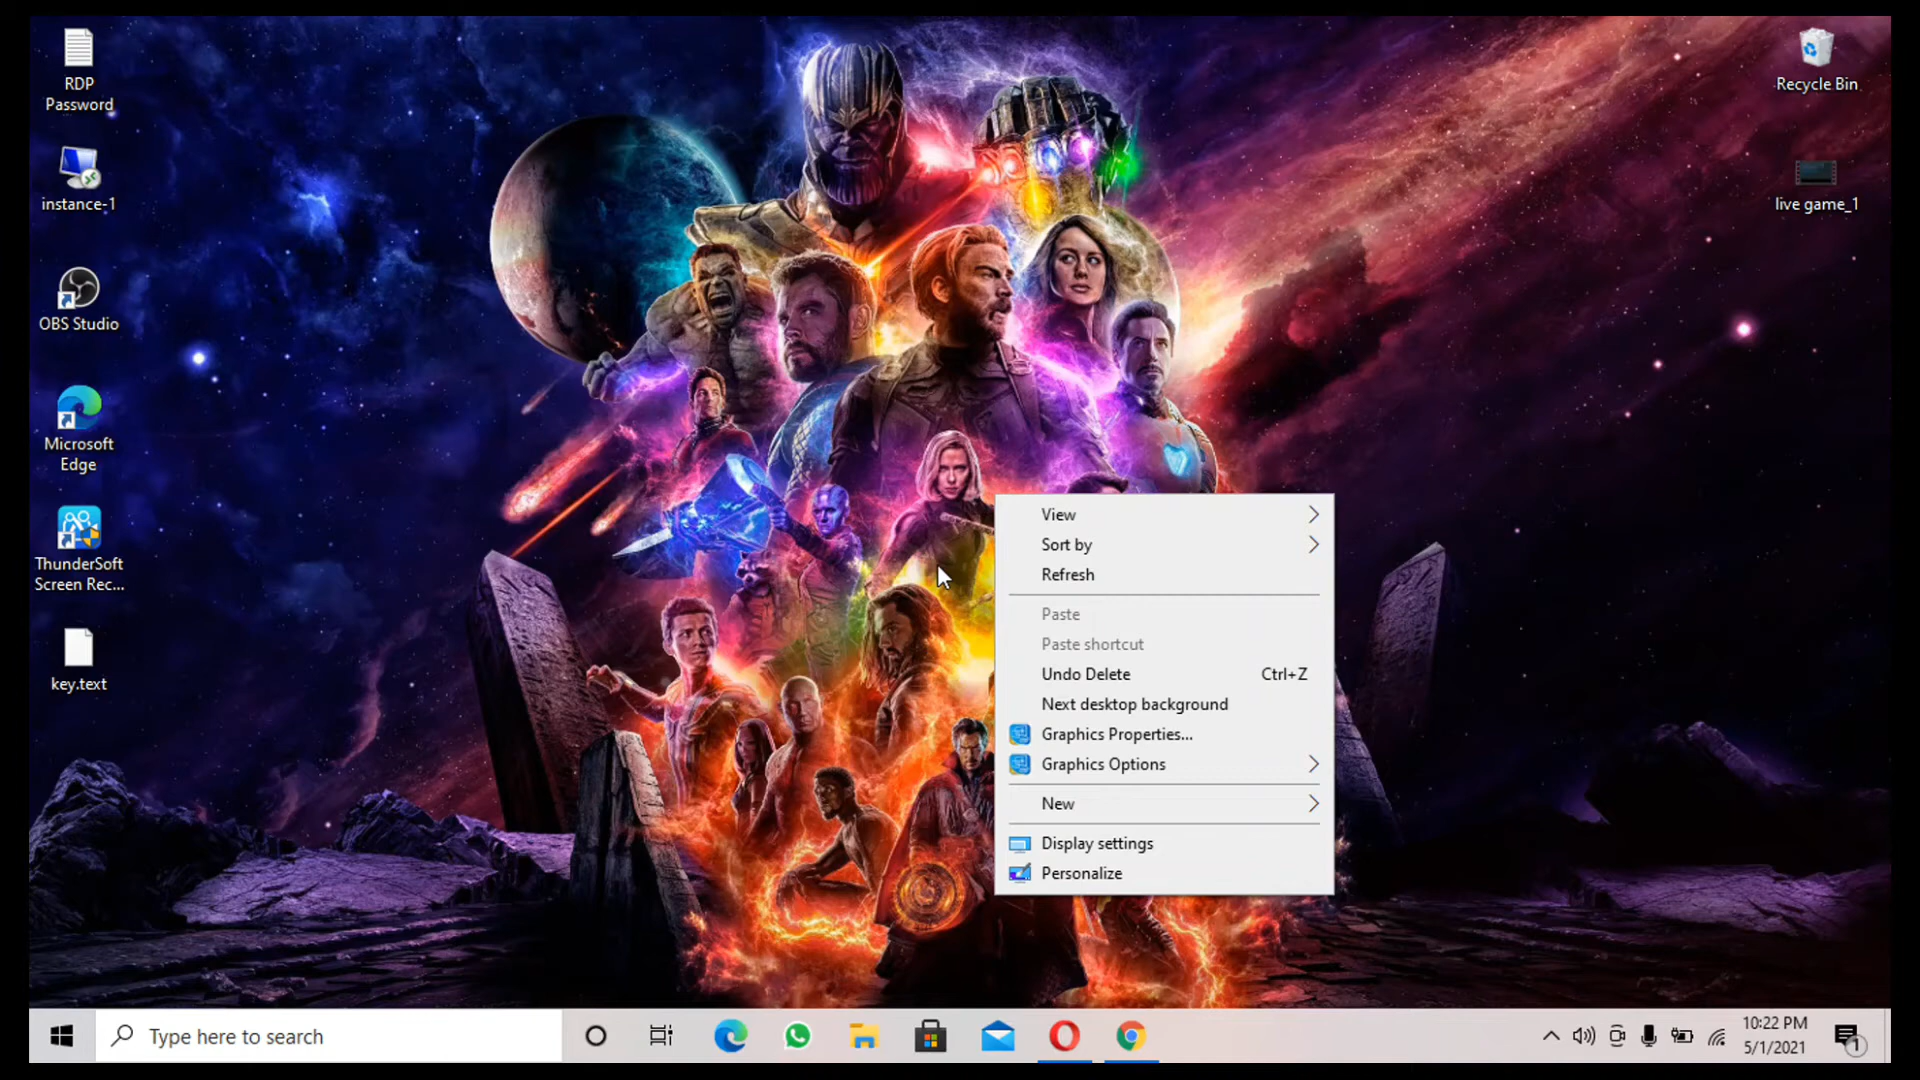 RDP
Password
instance-1
OBS Studio
Microsoft
Edge
ThunderSoft
Screen Rec...
key.text
Recycle Bin
live game_1
View
Sort by
Refresh
Paste
Paste shortcut
Undo Delete Ctrl+Z
Next desktop background
Graphics Properties...
Graphics Options
New
Display settings
Personalize
Type here to search
10:22 PM
5/1/2021
1